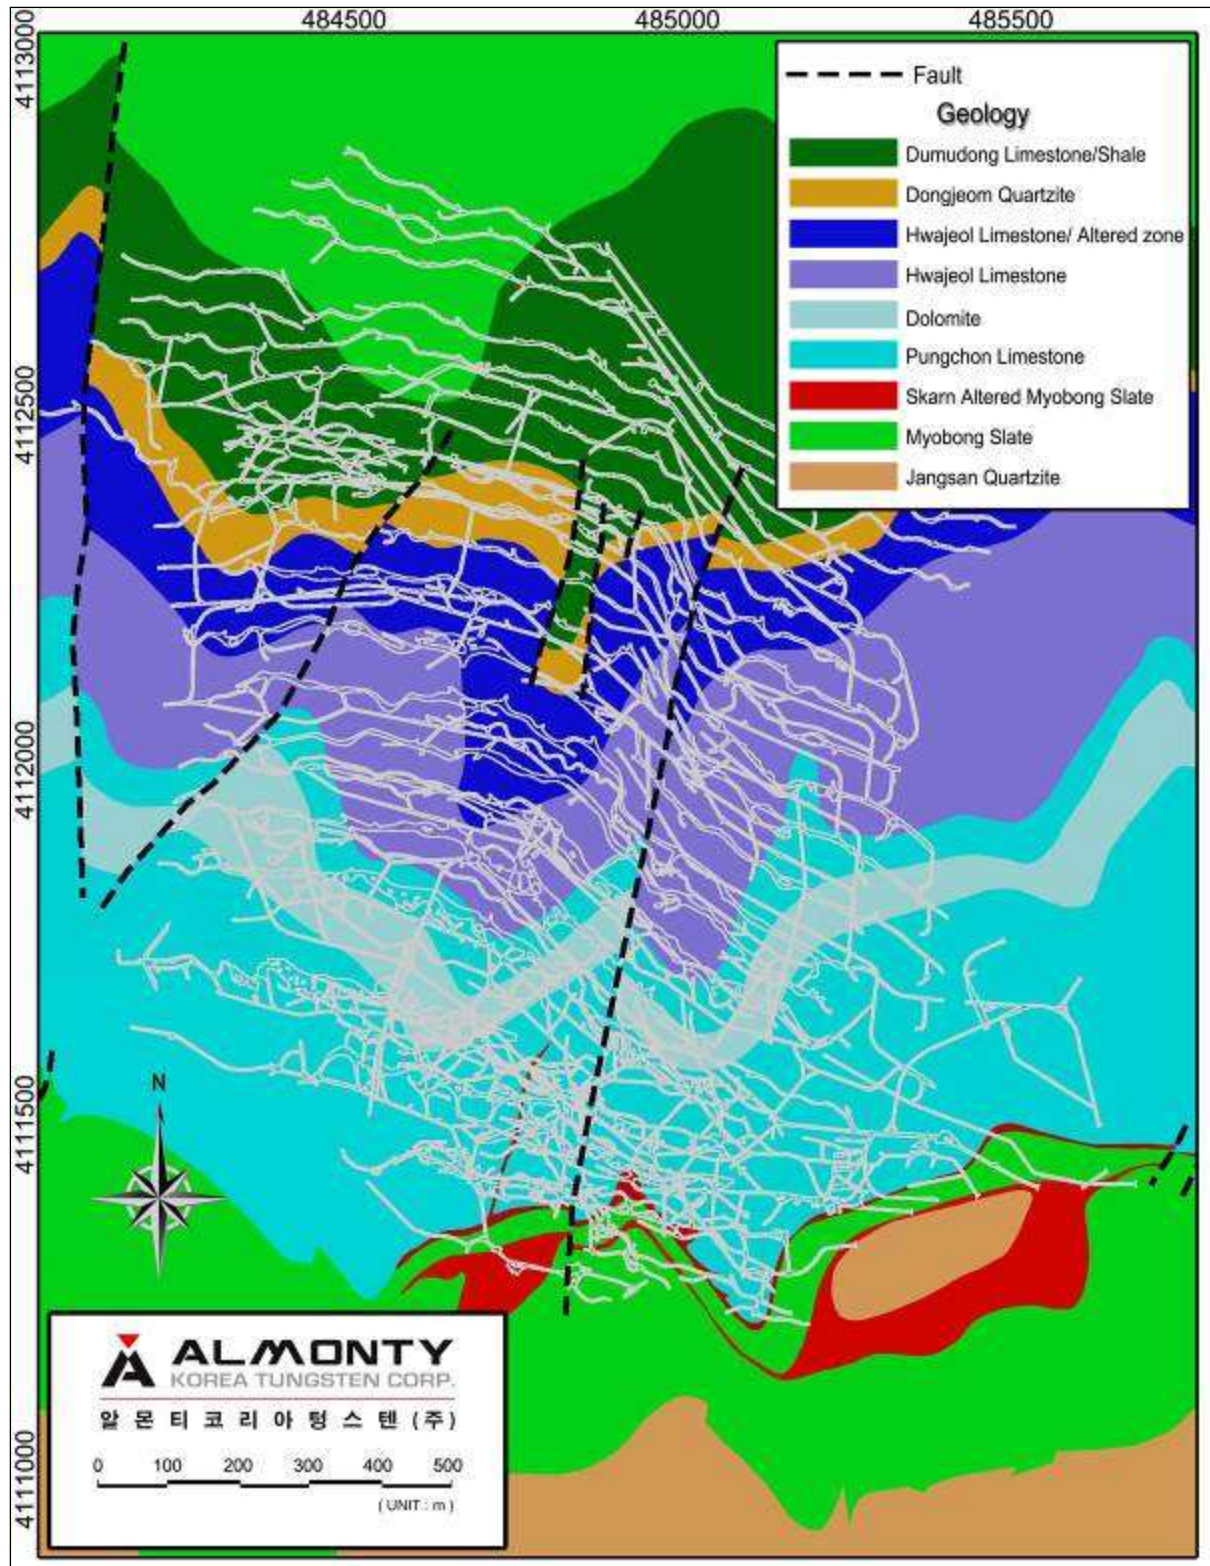 484500 485000 485500
4113000
4112500
4112000
4111500
4111000
Fault
Geology
Dumudong Limestone/Shale
Dongjeom Quartzite
Hwajeol Limestone/ Altered zone
Hwajeol Limestone
Dolomite
Pungchon Limestone
Skarn Altered Myobong Slate
Myobong Slate
Jangsan Quartzite
N
ALMONTY
KOREA TUNGSTEN CORP.
알몬티코리아텅스텐(주)
0 100 200 300 400 500
( UNIT : m )